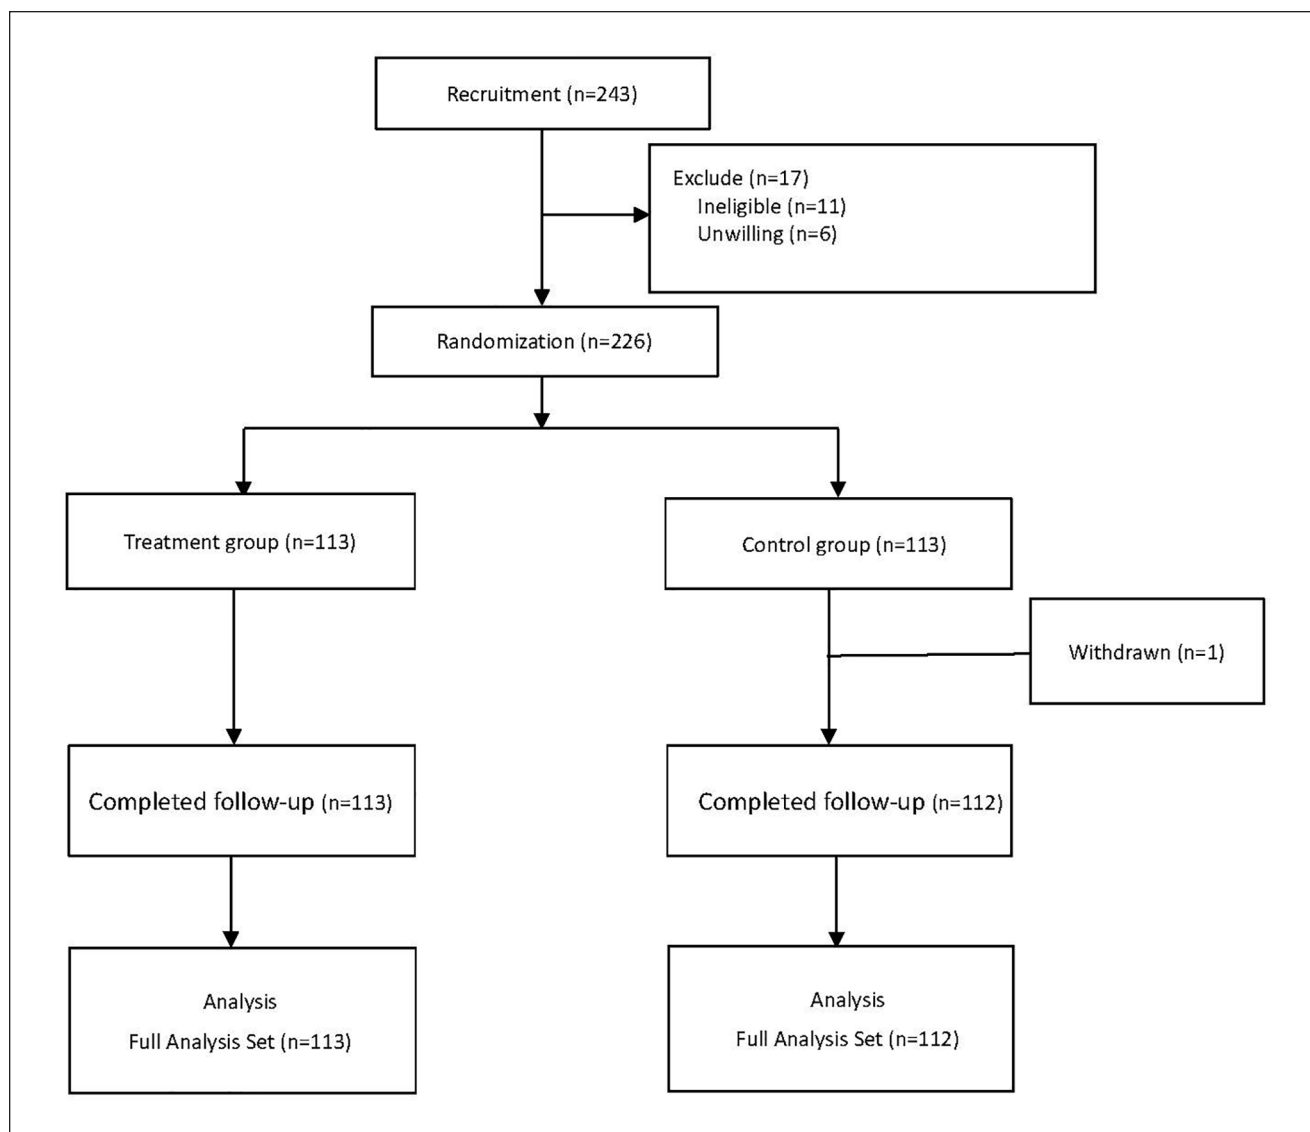 Recruitment (n=243)
Exclude (n=17)
Ineligible (n=11)
Unwilling (n=6)
Randomization (n=226)
Treatment group (n=113)
Control group (n=113)
Withdrawn (n=1)
Completed follow-up (n=113)
Completed follow-up (n=112)
Analysis
Full Analysis Set (n=113)
Analysis
Full Analysis Set (n=112)